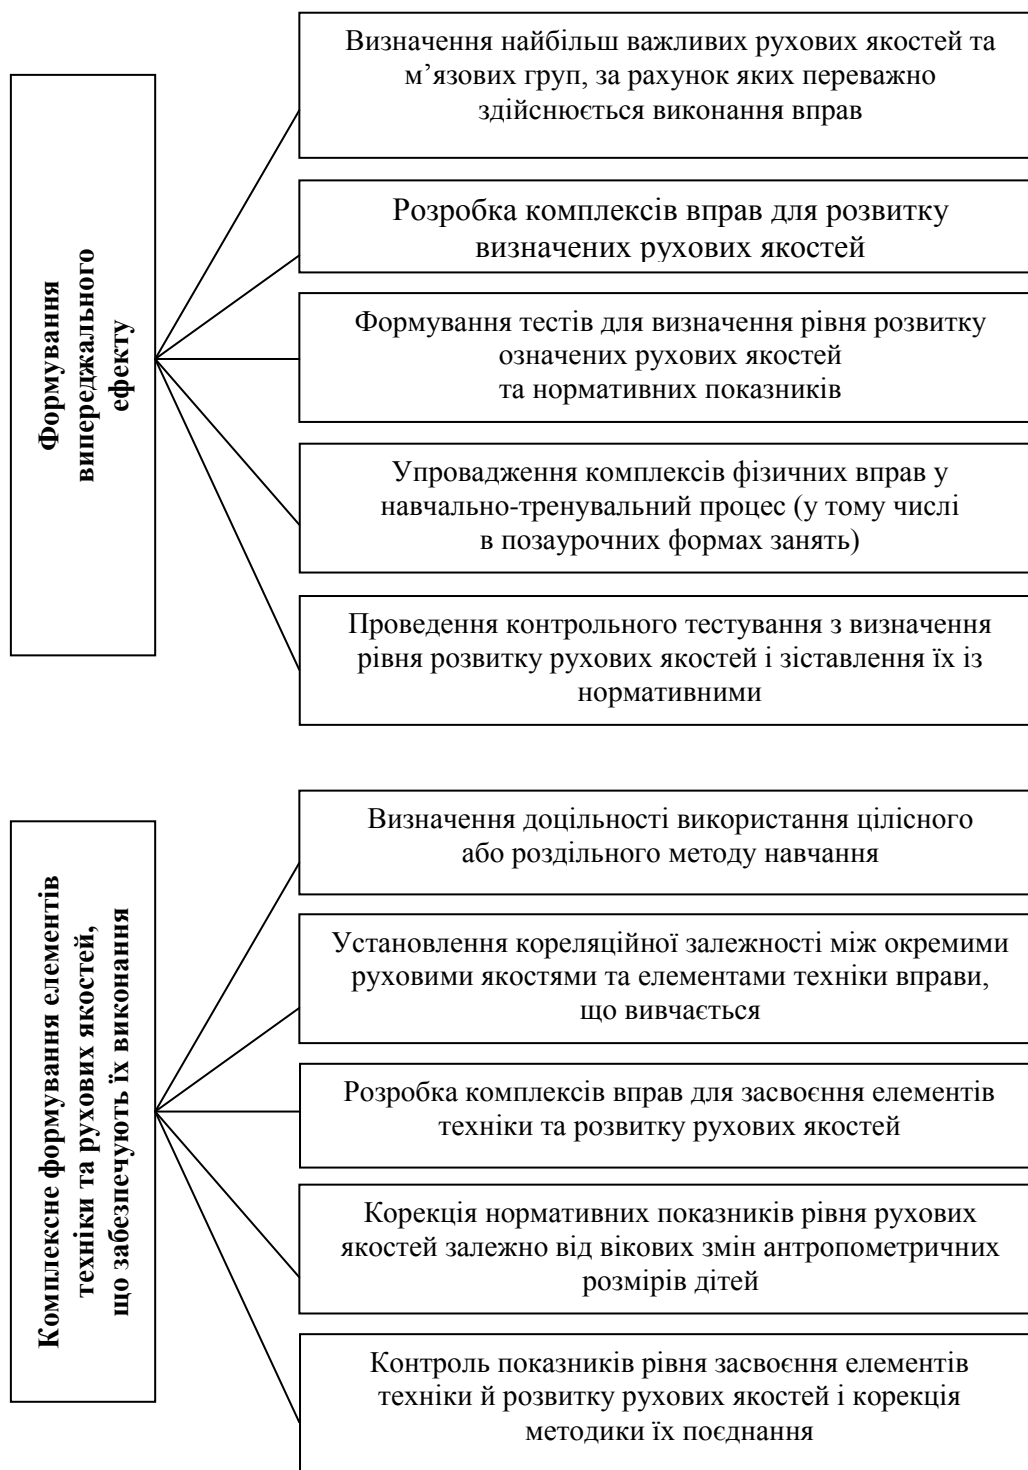 Формування
випереджального
ефекту
Визначення найбільш важливих рухових якостей та
м’язових груп, за рахунок яких переважно
здійснюється виконання вправ
Розробка комплексів вправ для розвитку
визначених рухових якостей
Формування тестів для визначення рівня розвитку
означених рухових якостей
та нормативних показників
Упровадження комплексів фізичних вправ у
навчально-тренувальний процес (у тому числі
в позаурочних формах занять)
Проведення контрольного тестування з визначення
рівня розвитку рухових якостей і зіставлення їх із
нормативними
Комплексне формування елементів
техніки та рухових якостей,
що забезпечують їх виконання
Визначення доцільності використання цілісного
або роздільного методу навчання
Установлення кореляційної залежності між окремими
руховими якостями та елементами техніки вправи,
що вивчається
Розробка комплексів вправ для засвоєння елементів
техніки та розвитку рухових якостей
Корекція нормативних показників рівня рухових
якостей залежно від вікових змін антропометричних
розмірів дітей
Контроль показників рівня засвоєння елементів
техніки й розвитку рухових якостей і корекція
методики їх поєднання